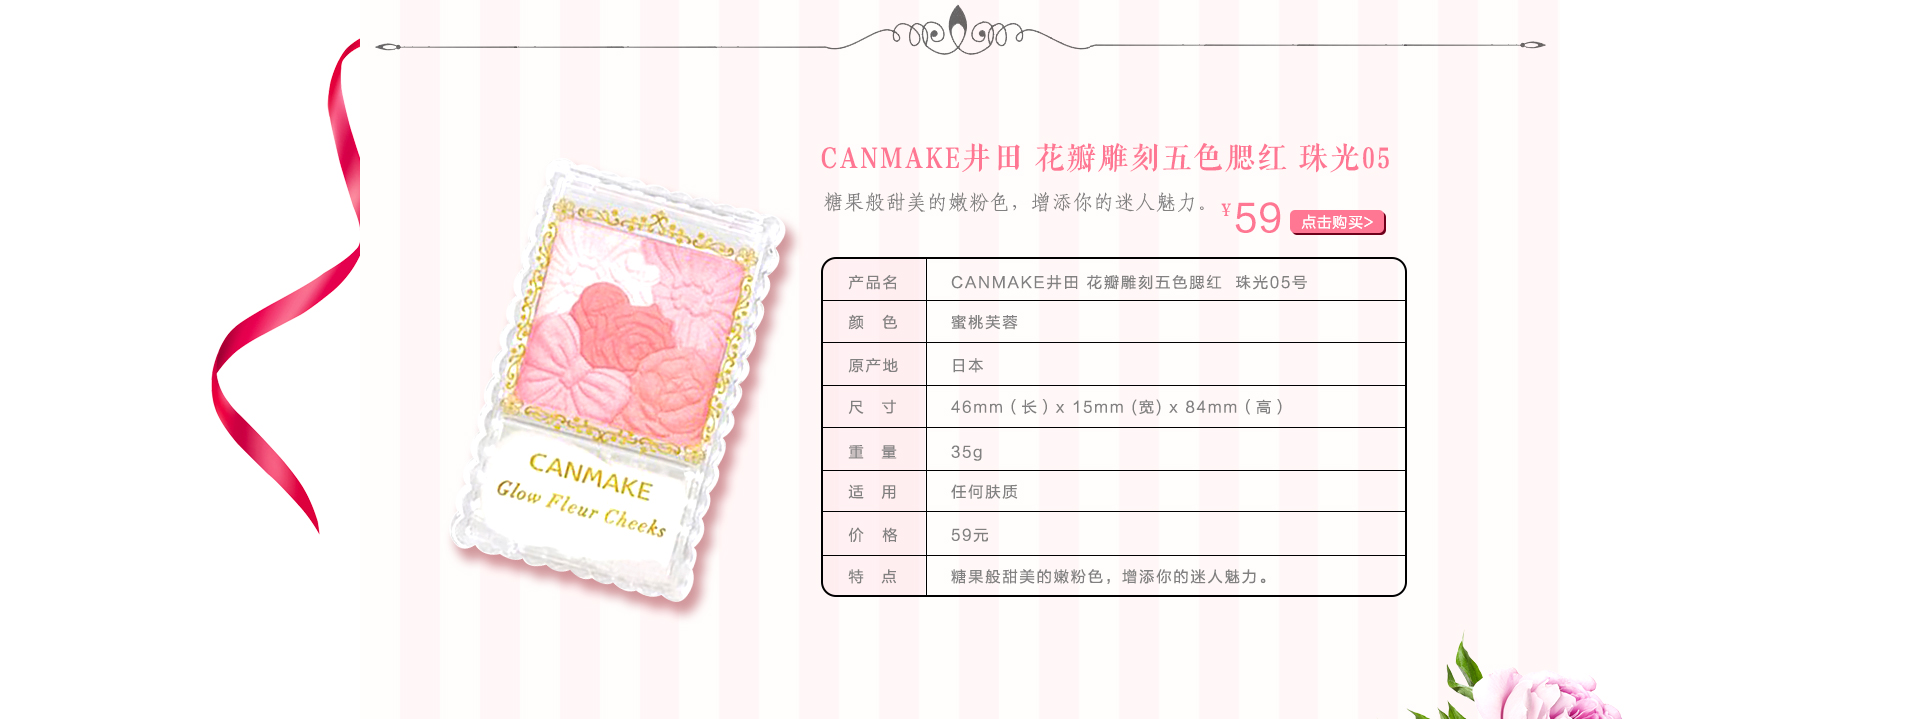 CANMAKE井田 花瓣雕刻五色腮红 珠光05
糖果般甜美的嫩粉色，增添你的迷人魅力。
¥59 点击购买>
产品名 CANMAKE井田 花瓣雕刻五色腮红 珠光05号
颜 色 蜜桃芙蓉
原产地 日本
尺 寸 46mm（长）x 15mm (宽) x 84mm（高）
重 量 35g
适 用 任何肤质
价 格 59元
特 点 糖果般甜美的嫩粉色，增添你的迷人魅力。
CANMAKE
Glow Fleur Cheeks